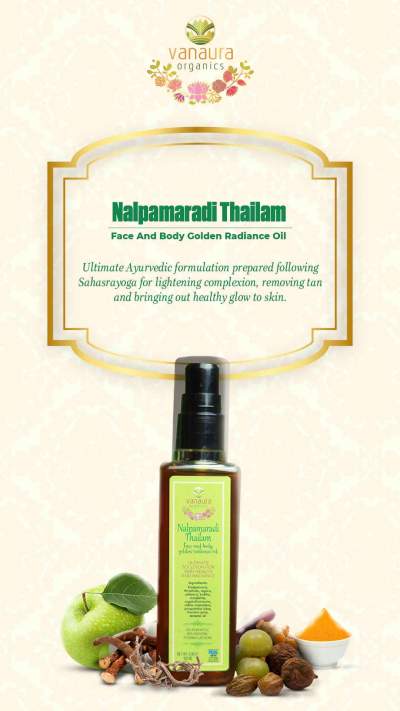 vanaura
organics
Nalpamaradi Thailam
Face And Body Golden Radiance Oil
Ultimate Ayurvedic formulation prepared following
Sahasrayoga for lightening complexion, removing tan
and bringing out healthy glow to skin.
vanaura
Nalpamaradi
Thailam
face and body
golden radiance oil